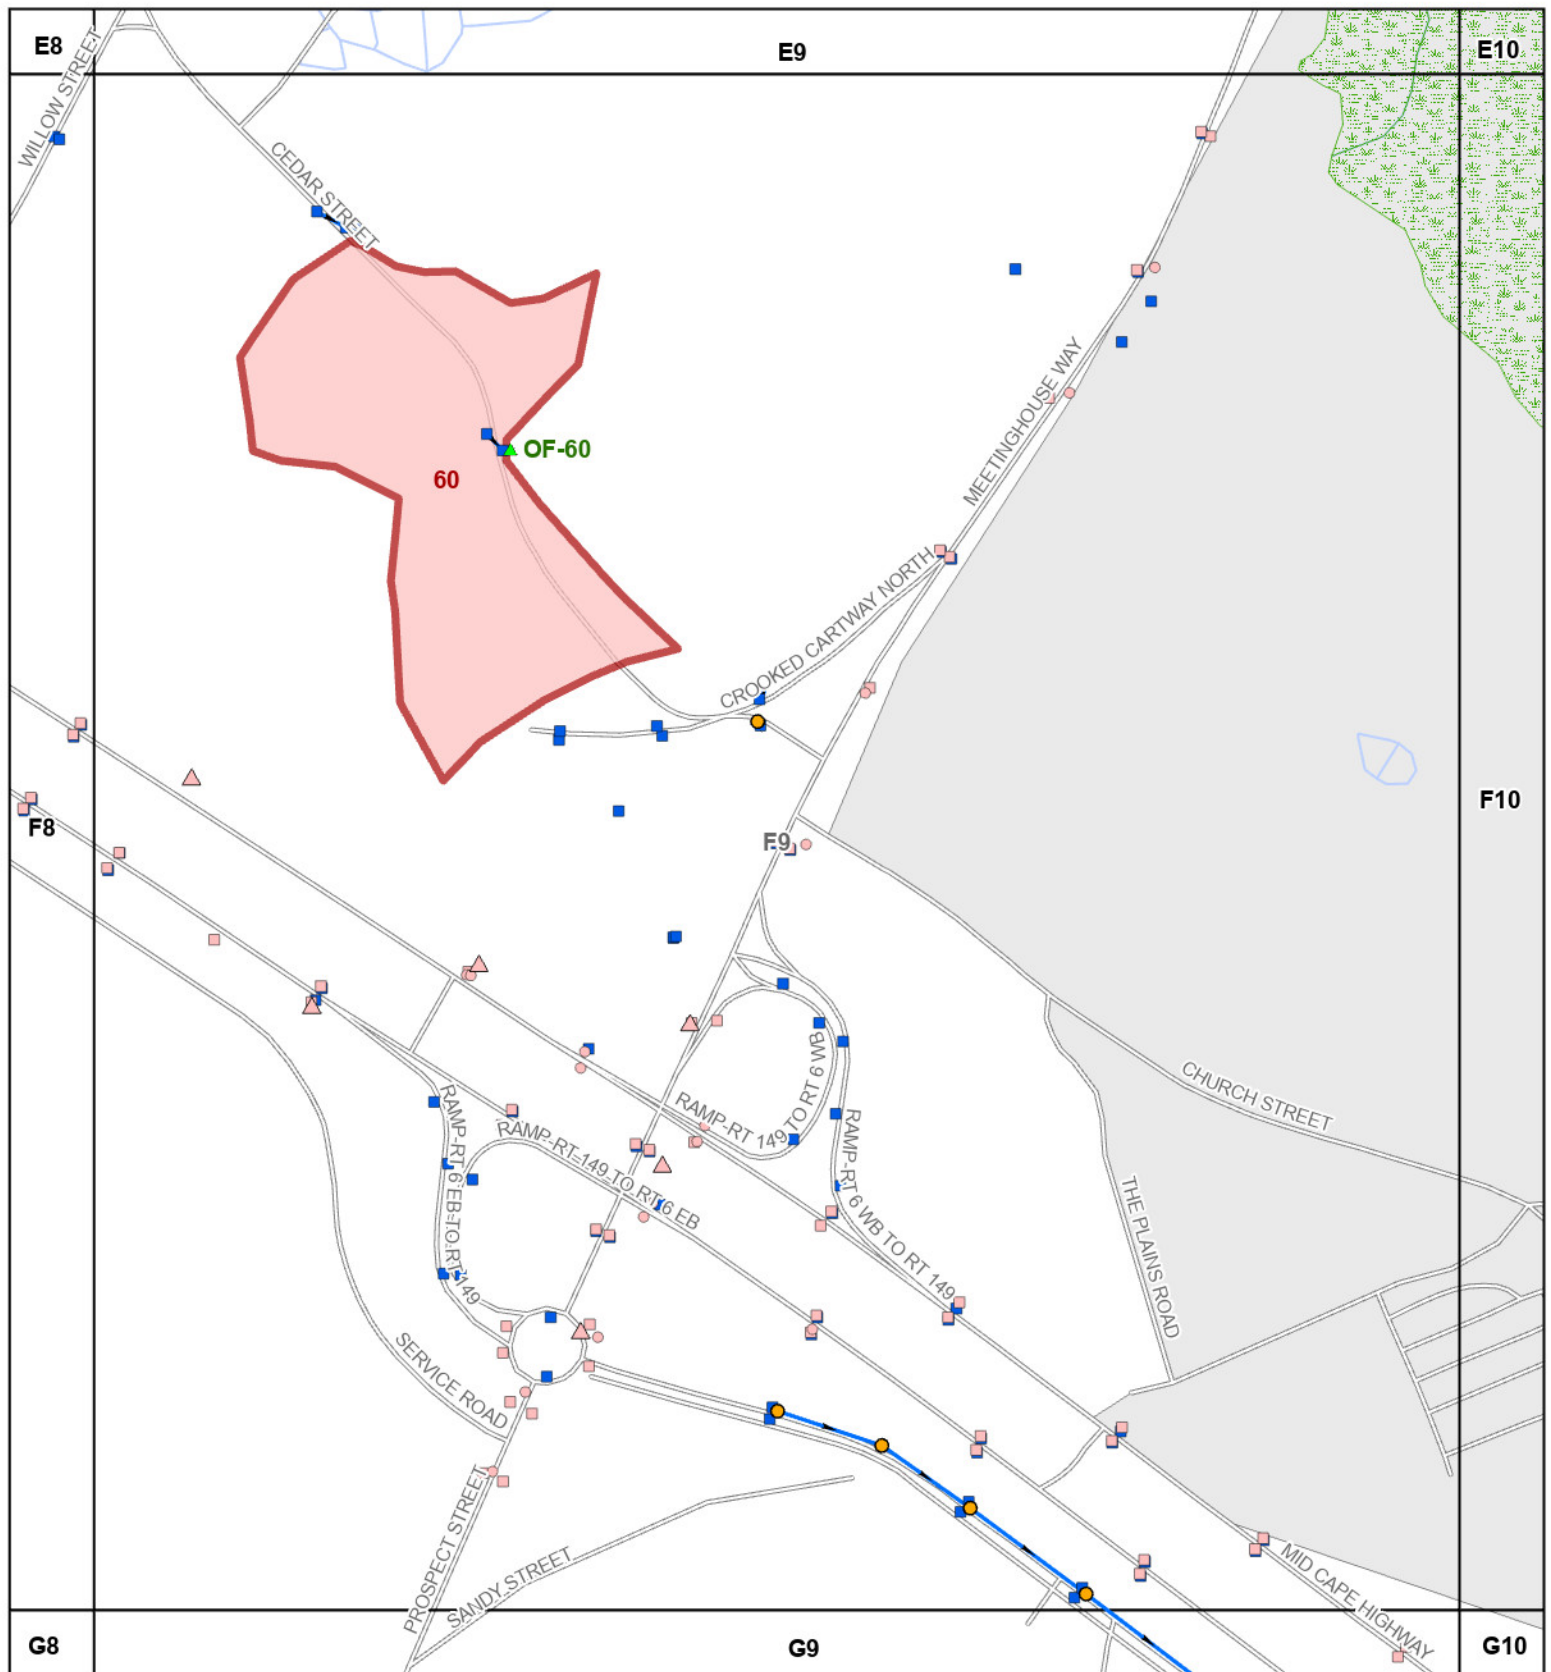 E8
E9
E10
WILLOW STREET
CEDAR STREET
MEETINGHOUSE WAY
OF-60
60
CROOKED CARTWAY NORTH
F8
F9
F10
RAMP-RT 149 TO RT 6 WB
CHURCH STREET
RAMP-RT 6 EB TO RT 149
RAMP-RT 149 TO RT 6 EB
RAMP-RT 6 WB TO RT 149
THE PLAINS ROAD
SERVICE ROAD
PROSPECT STREET
SANDY STREET
MID CAPE HIGHWAY
G8
G9
G10